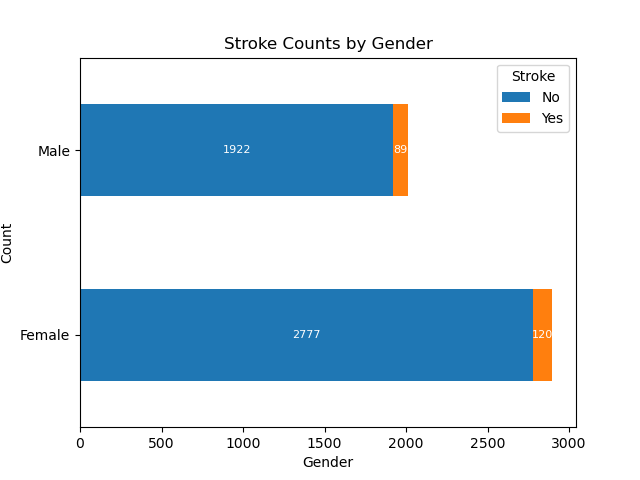 Stroke Counts by Gender
Stroke
No
Yes
Male
1922
89
Count
Female
2777
120
0 500 1000 1500 2000 2500 3000
Gender